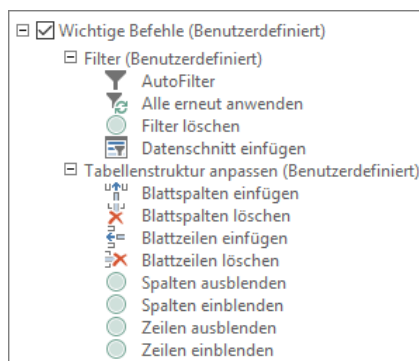 Wichtige Befehle (Benutzerdefiniert)
Filter (Benutzerdefiniert)
AutoFilter
Alle erneut anwenden
Filter löschen
Datenschnitt einfügen
Tabellenstruktur anpassen (Benutzerdefiniert)
Blattspalten einfügen
Blattspalten löschen
Blattzeilen einfügen
Blattzeilen löschen
Spalten ausblenden
Spalten einblenden
Zeilen ausblenden
Zeilen einblenden